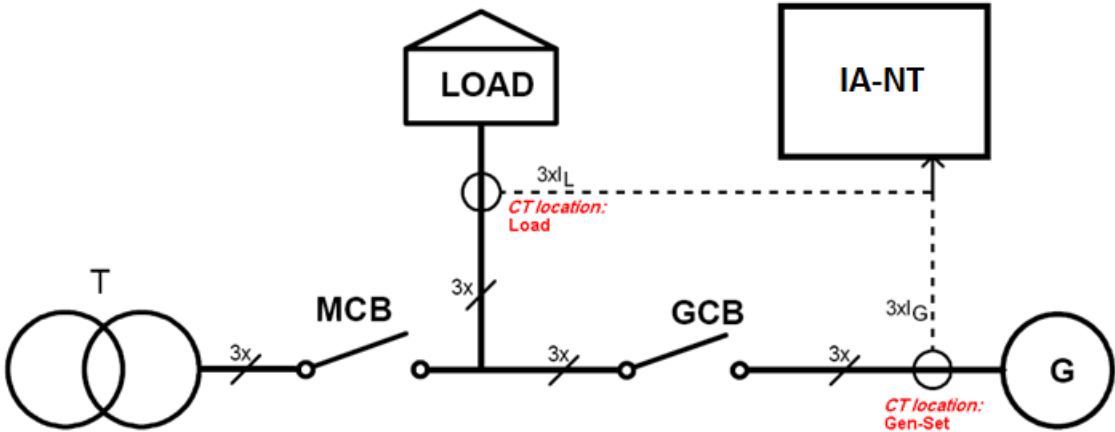 LOAD
IA-NT
3xIL
CT location:
Load
T
3x
MCB
GCB
3xIG
3x
3x
3x
G
CT location:
Gen-Set